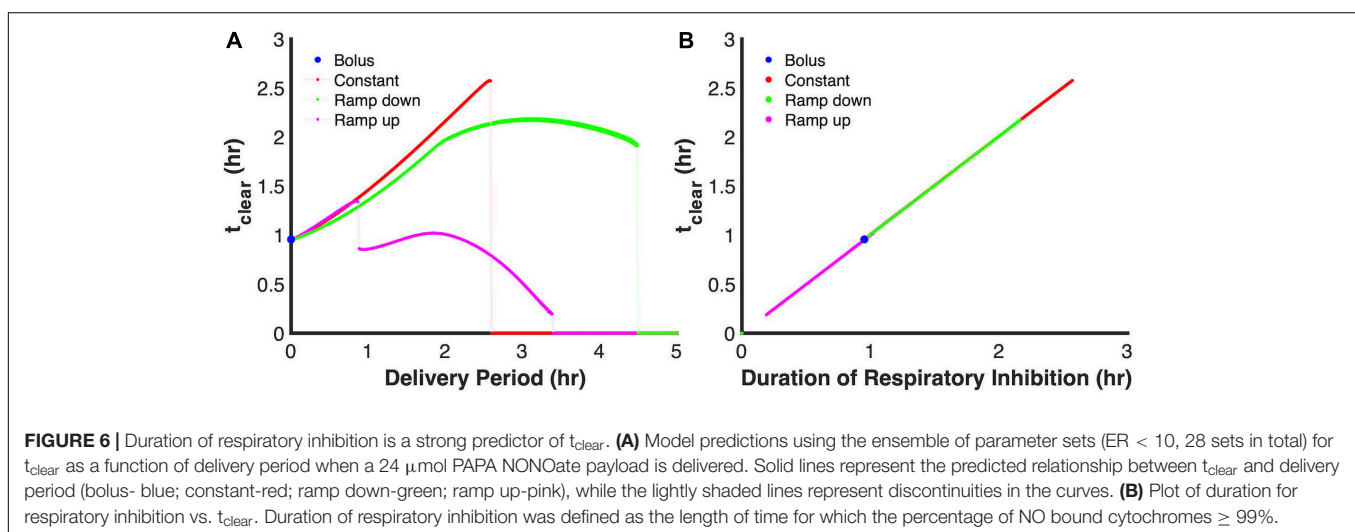 A
3
2.5
2
1.5
1
0.5
0
t_clear (hr)
Bolus
Constant
Ramp down
Ramp up
0 1 2 3 4 5
Delivery Period (hr)
B
3
2.5
2
1.5
1
0.5
0
t_clear (hr)
Bolus
Constant
Ramp down
Ramp up
0 1 2 3
Duration of Respiratory Inhibition (hr)
FIGURE 6 | Duration of respiratory inhibition is a strong predictor of t_clear. (A) Model predictions using the ensemble of parameter sets (ER < 10, 28 sets in total) for
t_clear as a function of delivery period when a 24 μmol PAPA NONOate payload is delivered. Solid lines represent the predicted relationship between t_clear and delivery
period (bolus- blue; constant-red; ramp down-green; ramp up-pink), while the lightly shaded lines represent discontinuities in the curves. (B) Plot of duration for
respiratory inhibition vs. t_clear. Duration of respiratory inhibition was defined as the length of time for which the percentage of NO bound cytochromes ≥ 99%.